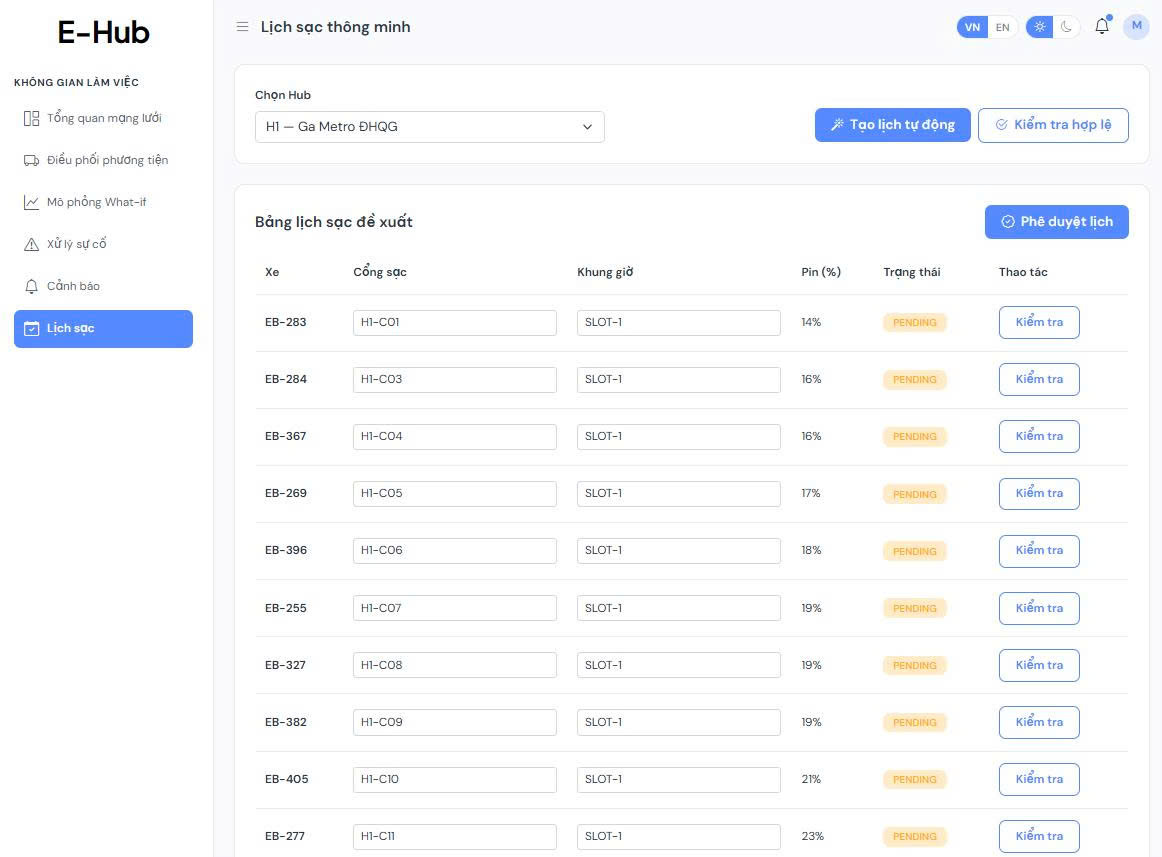 E-Hub
Lịch sạc thông minh
VN EN
M
KHÔNG GIAN LÀM VIỆC
Tổng quan mạng lưới
Điều phối phương tiện
Mô phỏng What-if
Xử lý sự cố
Cảnh báo
Lịch sạc
Chọn Hub
H1 — Ga Metro ĐHQG
Tạo lịch tự động
Kiểm tra hợp lệ
Bảng lịch sạc đề xuất
Phê duyệt lịch
Xe Cổng sạc Khung giờ Pin (%) Trạng thái Thao tác
EB-283 H1-C01 SLOT-1 14% PENDING Kiểm tra
EB-284 H1-C03 SLOT-1 16% PENDING Kiểm tra
EB-367 H1-C04 SLOT-1 16% PENDING Kiểm tra
EB-269 H1-C05 SLOT-1 17% PENDING Kiểm tra
EB-396 H1-C06 SLOT-1 18% PENDING Kiểm tra
EB-255 H1-C07 SLOT-1 19% PENDING Kiểm tra
EB-327 H1-C08 SLOT-1 19% PENDING Kiểm tra
EB-382 H1-C09 SLOT-1 19% PENDING Kiểm tra
EB-405 H1-C10 SLOT-1 21% PENDING Kiểm tra
EB-277 H1-C11 SLOT-1 23% PENDING Kiểm tra